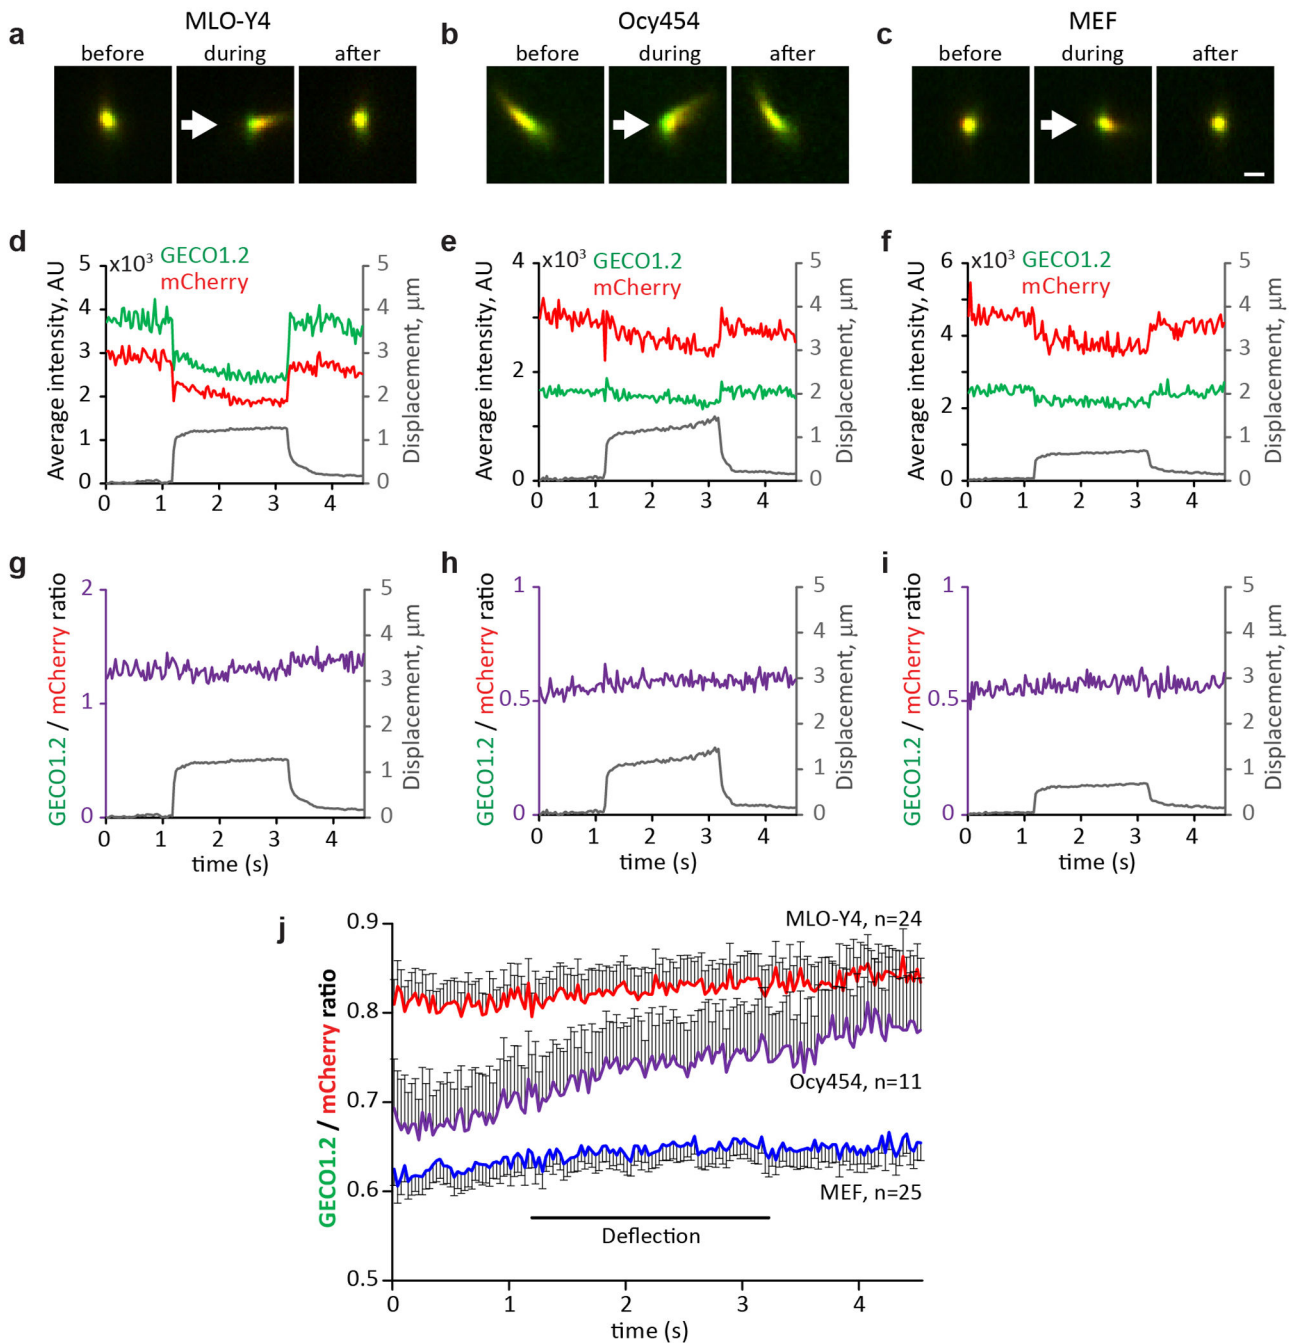 a MLO-Y4 b Ocy454 c MEF
before during after before during after before during after
d x10³ GECO1.2 mCherry Average intensity, AU Displacement, µm
5 4 3 2 1 0
5 4 3 2 1 0
0 1 2 3 4
e x10³ GECO1.2 mCherry Average intensity, AU Displacement, µm
4 2 0
5 4 3 2 1 0
0 1 2 3 4
f x10³ GECO1.2 mCherry Average intensity, AU Displacement, µm
6 4 2 0
5 4 3 2 1 0
0 1 2 3 4
g GECO1.2 / mCherry ratio Displacement, µm
2 1 0
5 4 3 2 1 0
0 1 2 3 4
time (s)
h GECO1.2 / mCherry ratio Displacement, µm
1 0.5 0
5 4 3 2 1 0
0 1 2 3 4
time (s)
i GECO1.2 / mCherry ratio Displacement, µm
1 0.5 0
5 4 3 2 1 0
0 1 2 3 4
time (s)
j GECO1.2 / mCherry ratio
0.9 0.8 0.7 0.6 0.5
MLO-Y4, n=24
Ocy454, n=11
MEF, n=25
Deflection
0 1 2 3 4
time (s)